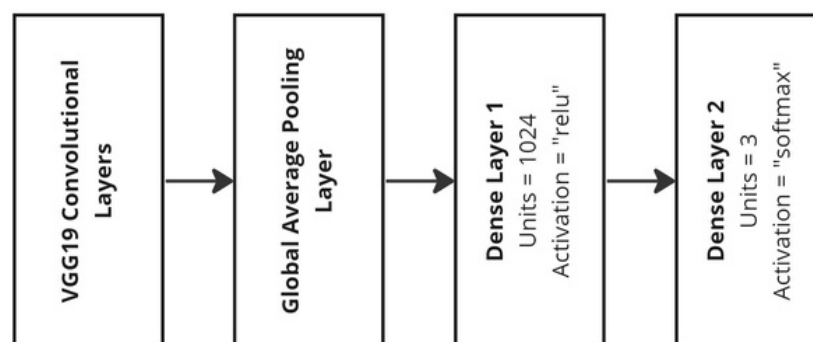 VGG19 Convolutional
Layers
Global Average Pooling
Layer
Dense Layer 1
Units = 1024
Activation = "relu"
Dense Layer 2
Units = 3
Activation = "softmax"